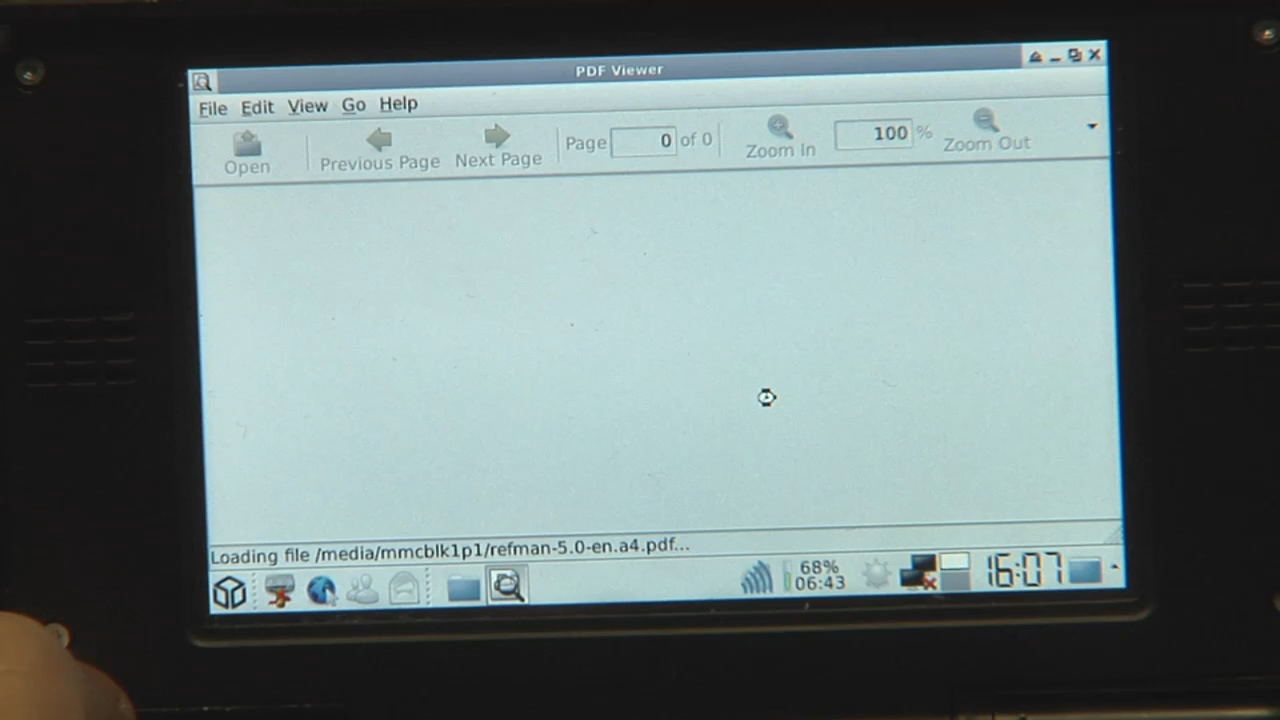 PDF Viewer
File Edit View Go Help
Open Previous Page Next Page Page 0 of 0 Zoom In 100 % Zoom Out
Loading file /media/mmcblk1p1/refman-5.0-en.a4.pdf...
68%
06:43
16:07